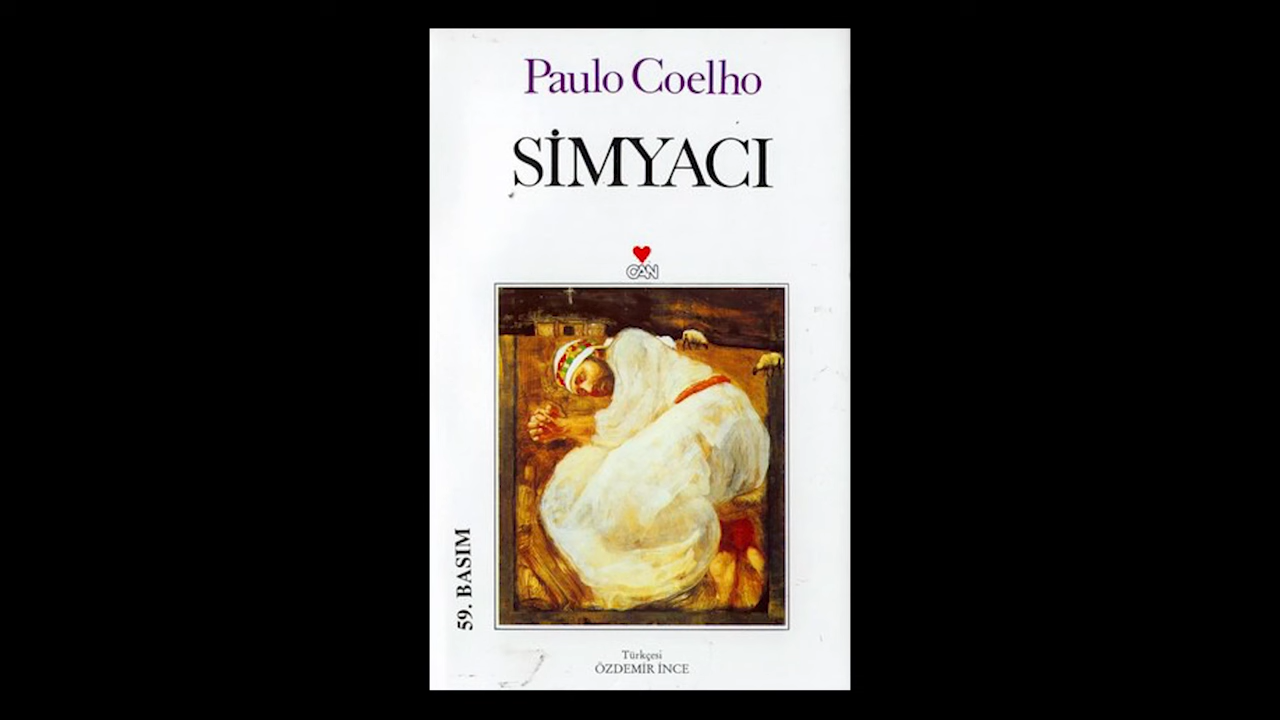 Paulo Coelho
SİMYACI
CAN
59. BASIM
Türkçesi
ÖZDEMİR İNCE